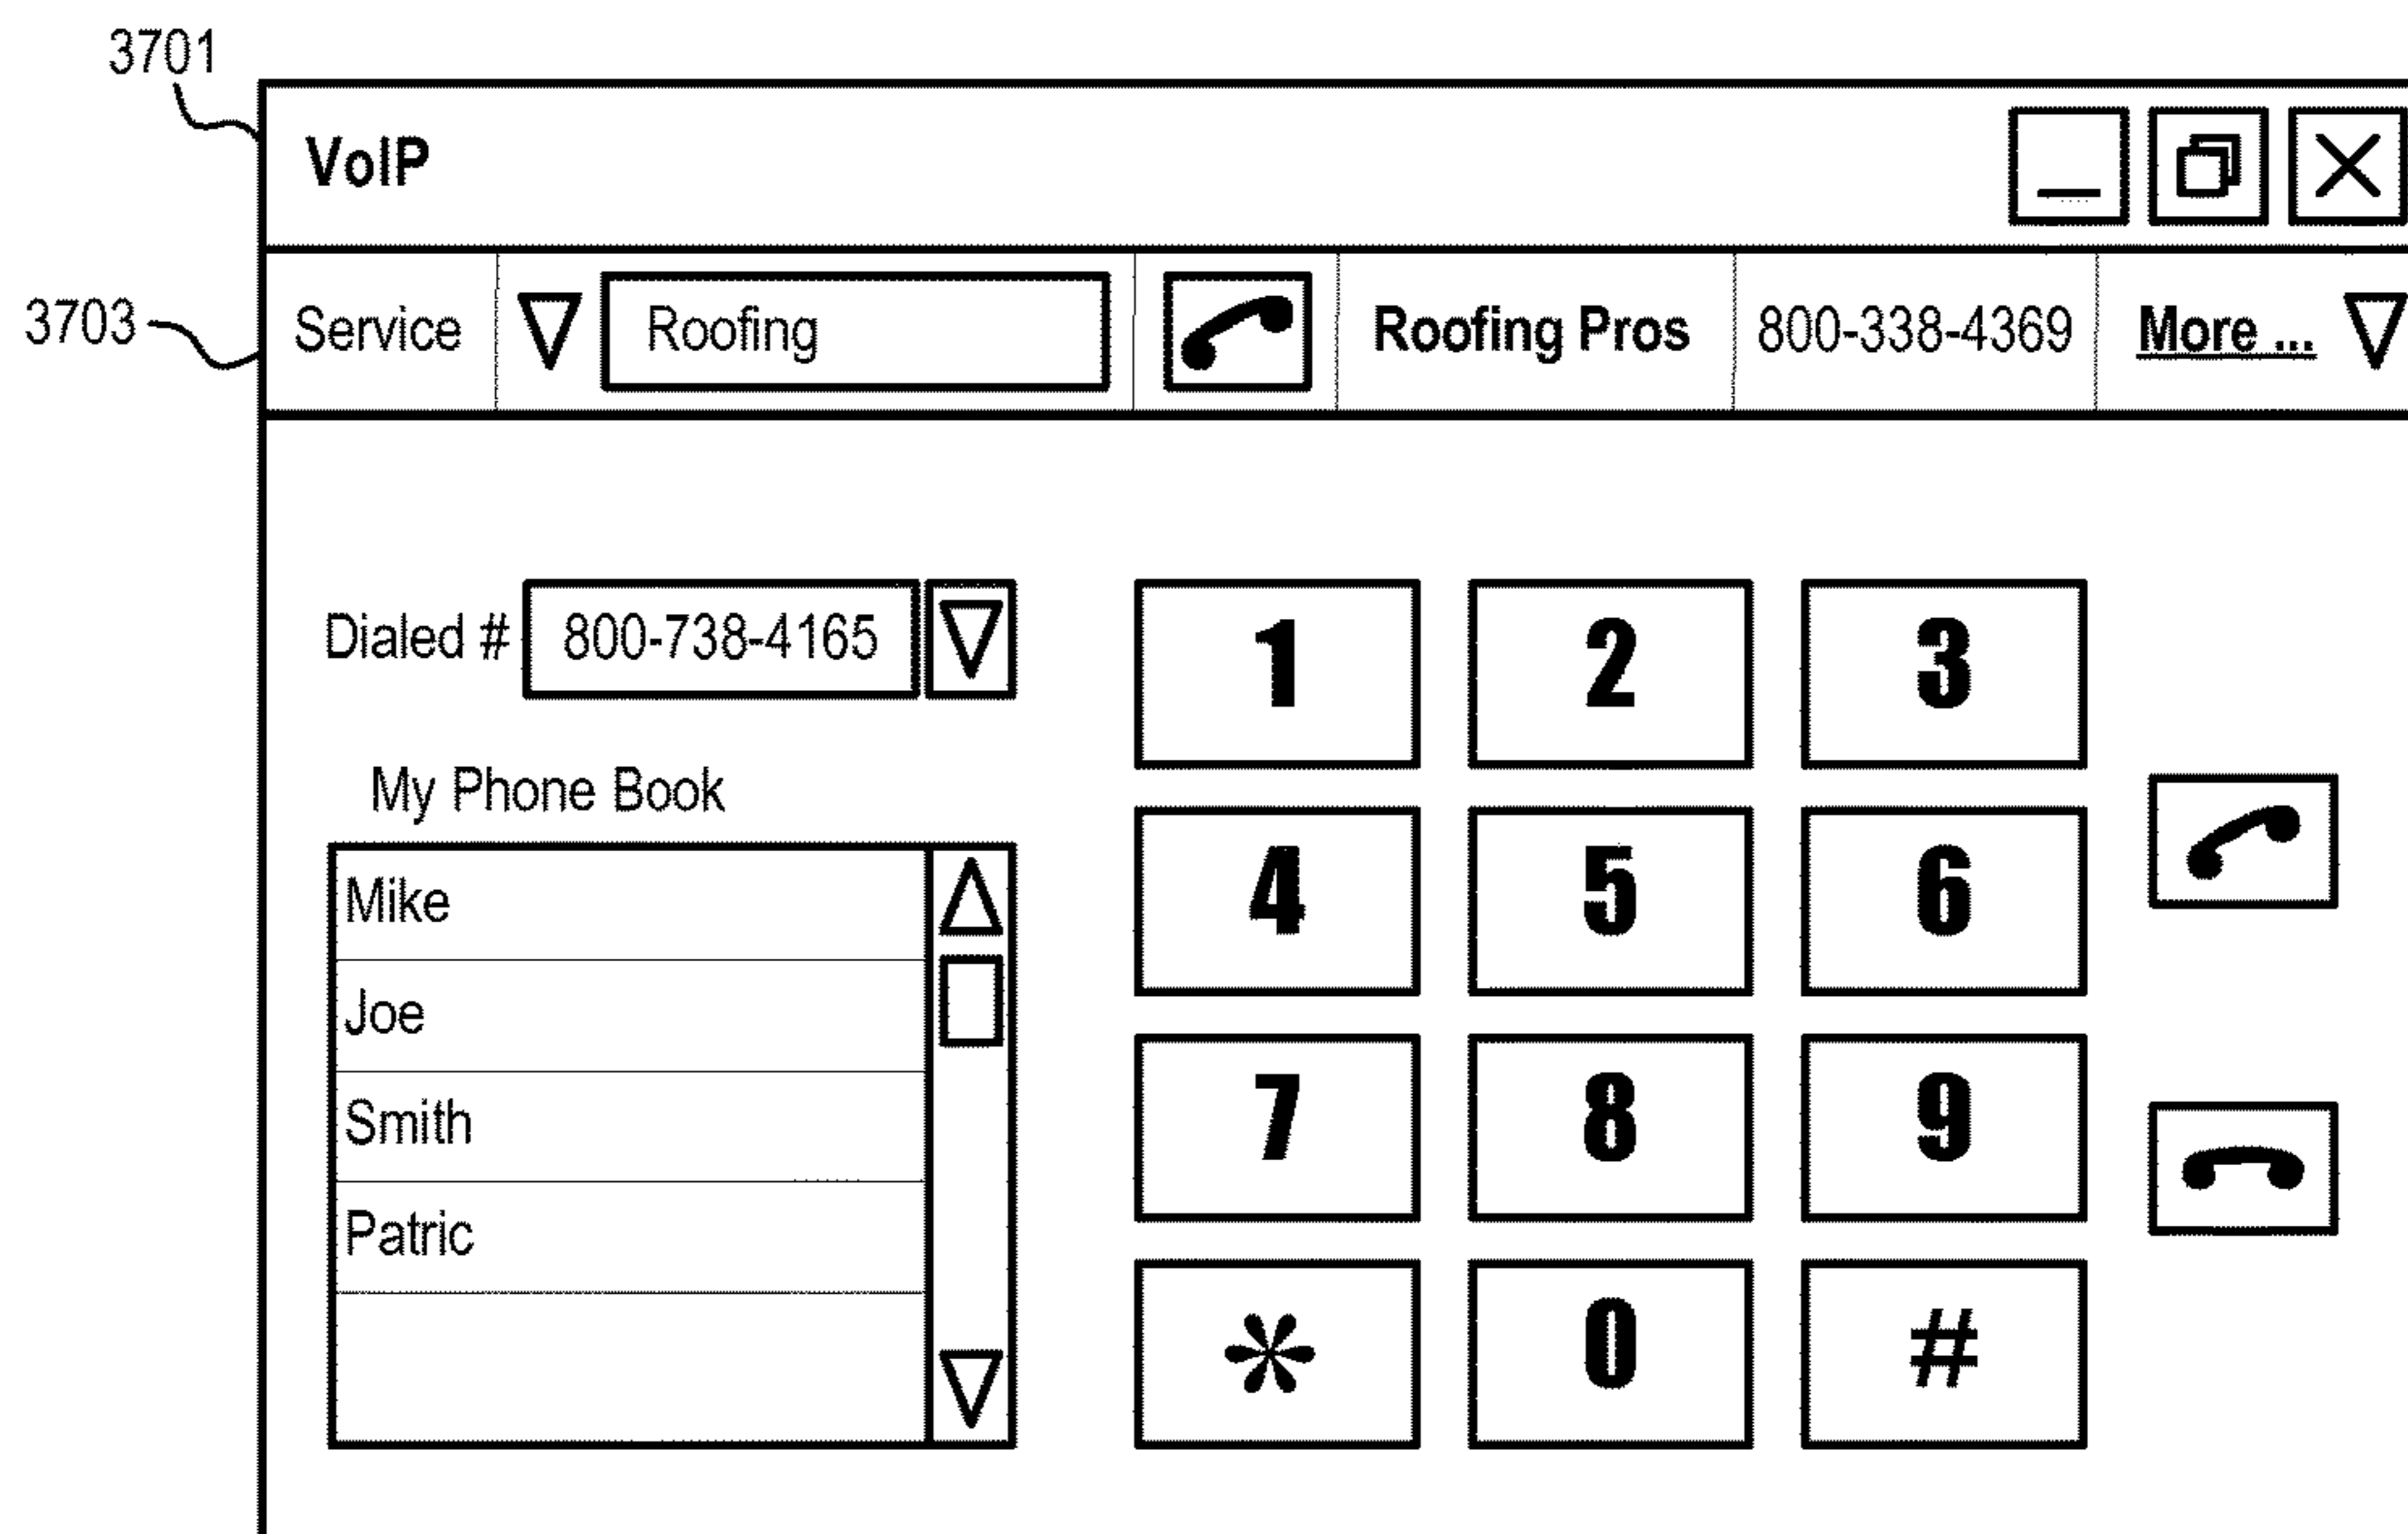 3701
VoIP
3703
Service Roofing Roofing Pros 800-338-4369 More ...
Dialed # 800-738-4165
1 2 3
My Phone Book
Mike
4 5 6
Joe
Smith
7 8 9
Patric
* 0 #